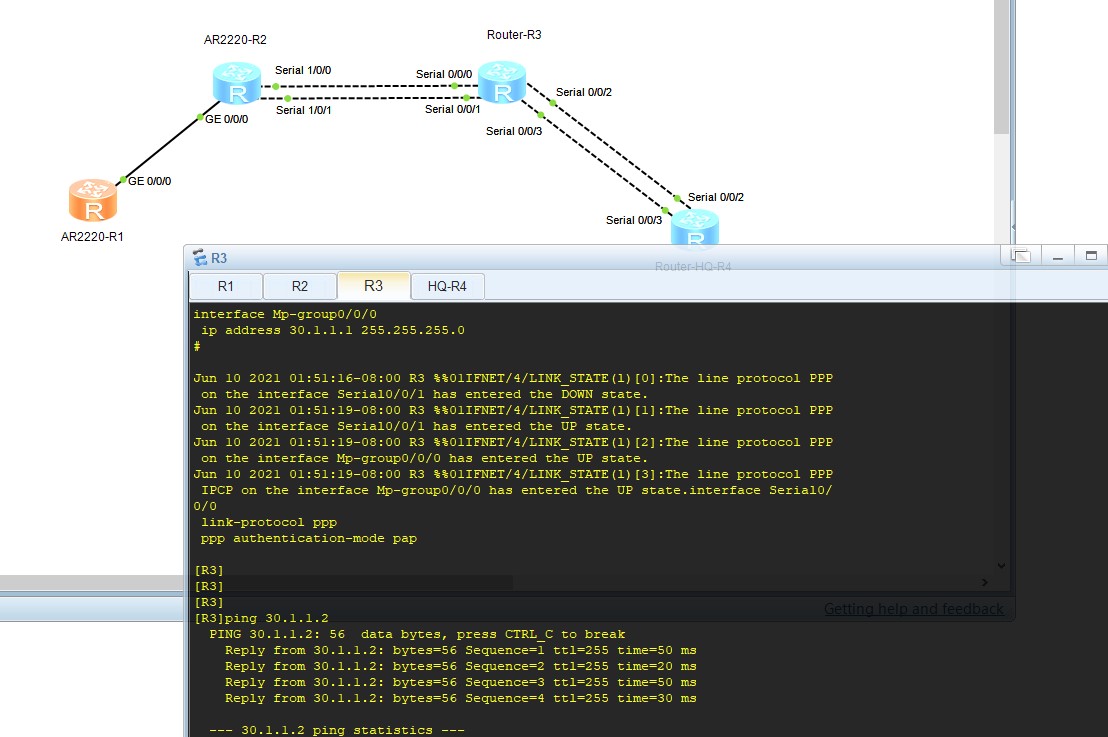 AR2220-R2
Router-R3
Serial 1/0/0
Serial 0/0/0
Serial 0/0/2
Serial 1/0/1
Serial 0/0/1
GE 0/0/0
Serial 0/0/3
GE 0/0/0
Serial 0/0/2
Serial 0/0/3
AR2220-R1
R
R
R
R
R3
Router-HQ-R4
R1
R2
R3
HQ-R4
interface Mp-group0/0/0
ip address 30.1.1.1 255.255.255.0
#
Jun 10 2021 01:51:16-08:00 R3 %%01IFNET/4/LINK_STATE(l)[0]:The line protocol PPP
on the interface Serial0/0/1 has entered the DOWN state.
Jun 10 2021 01:51:19-08:00 R3 %%01IFNET/4/LINK_STATE(l)[1]:The line protocol PPP
on the interface Serial0/0/1 has entered the UP state.
Jun 10 2021 01:51:19-08:00 R3 %%01IFNET/4/LINK_STATE(l)[2]:The line protocol PPP
on the interface Mp-group0/0/0 has entered the UP state.
Jun 10 2021 01:51:19-08:00 R3 %%01IFNET/4/LINK_STATE(l)[3]:The line protocol PPP
IPCP on the interface Mp-group0/0/0 has entered the UP state.interface Serial0/
0/0
link-protocol ppp
ppp authentication-mode pap
[R3]
[R3]
[R3]
Getting help and feedback
[R3]ping 30.1.1.2
PING 30.1.1.2: 56 data bytes, press CTRL_C to break
Reply from 30.1.1.2: bytes=56 Sequence=1 ttl=255 time=50 ms
Reply from 30.1.1.2: bytes=56 Sequence=2 ttl=255 time=20 ms
Reply from 30.1.1.2: bytes=56 Sequence=3 ttl=255 time=50 ms
Reply from 30.1.1.2: bytes=56 Sequence=4 ttl=255 time=30 ms
--- 30.1.1.2 ping statistics ---